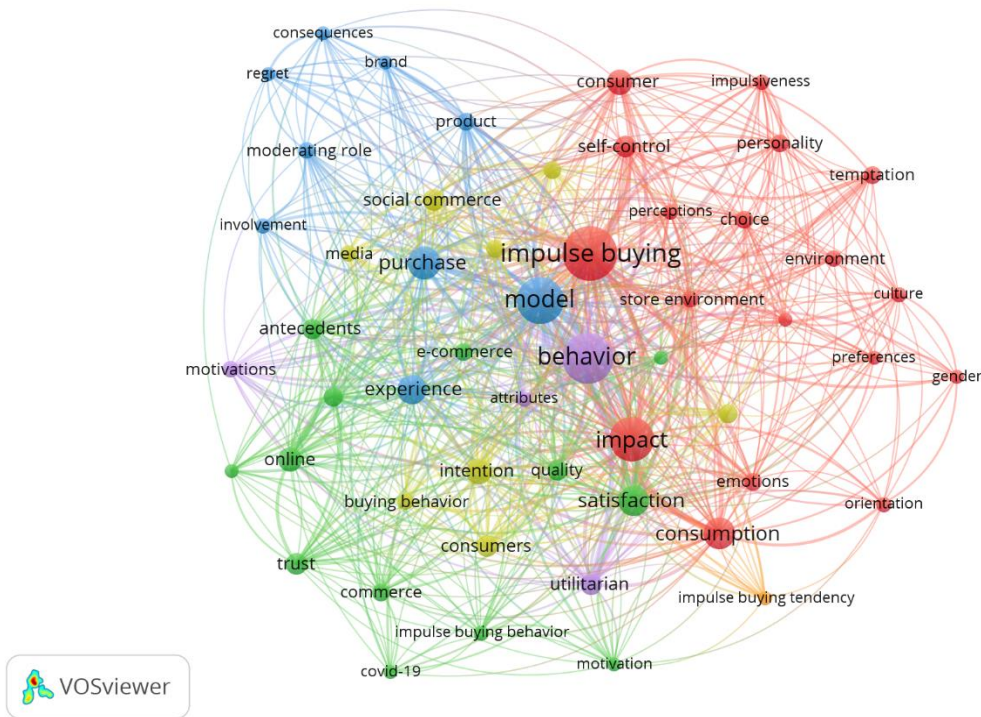 consequences
regret
brand
consumer
impulsiveness
product
moderating role
self-control
personality
temptation
social commerce
perceptions
choice
involvement
media
purchase
impulse buying
environment
model
store environment
culture
antecedents
e-commerce
behavior
preferences
motivations
experience
attributes
gender
impact
online
intention
quality
emotions
buying behavior
satisfaction
orientation
consumers
consumption
trust
commerce
utilitarian
impulse buying tendency
impulse buying behavior
covid-19
motivation
VOSviewer